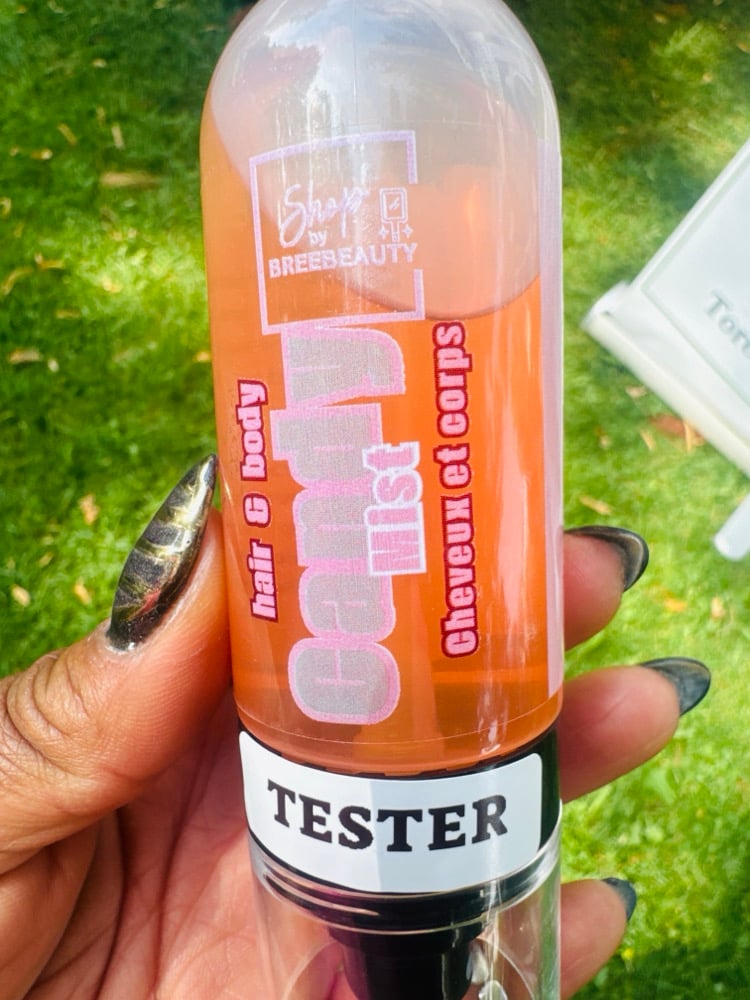 Shop
by
BREEBEAUTY
hair & body
Candy
Mist
Cheveux et corps
TESTER